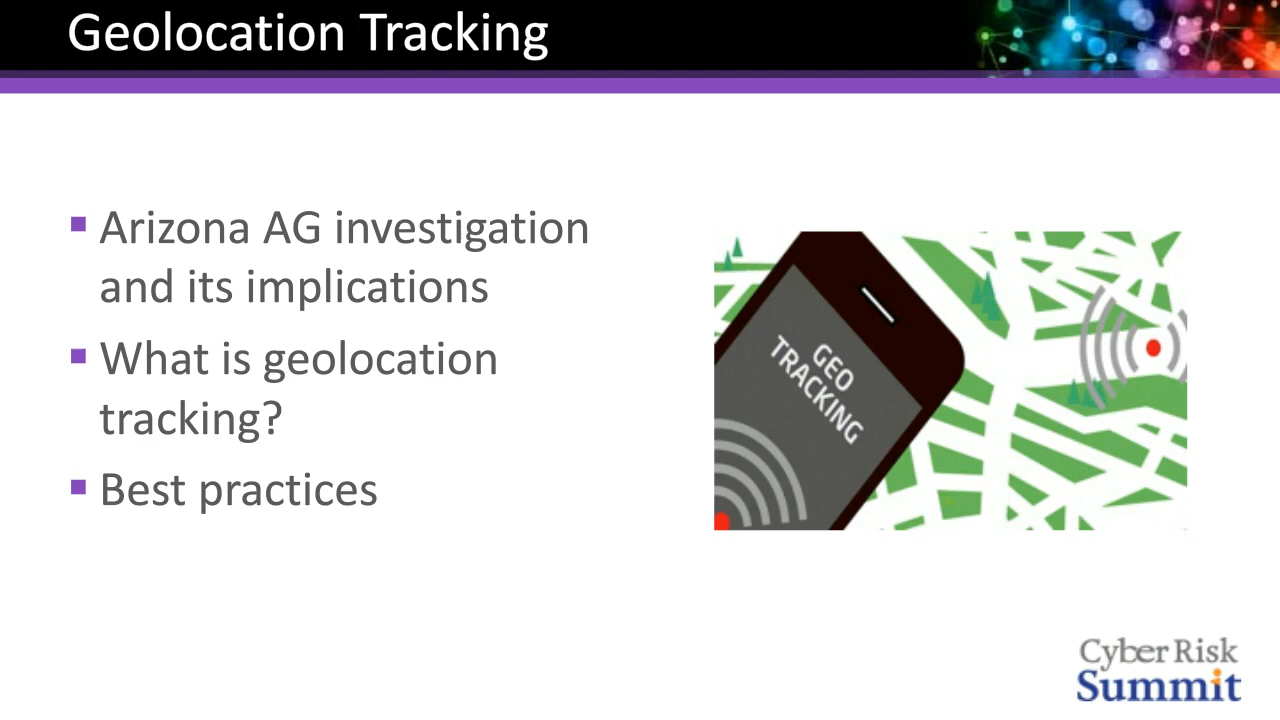 Geolocation Tracking
▪ Arizona AG investigation
and its implications
▪ What is geolocation
tracking?
▪ Best practices
GEO
TRACKING
Cyber Risk
Summit